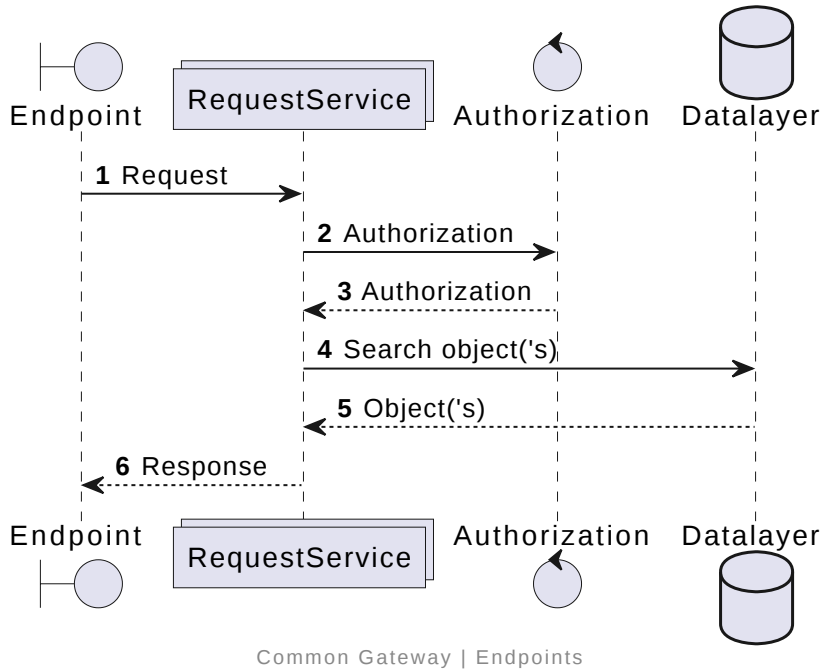 Endpoint
RequestService
Authorization
Datalayer
1 Request
2 Authorization
3 Authorization
4 Search object('s)
5 Object('s)
6 Response
Endpoint
RequestService
Authorization
Datalayer
Common Gateway | Endpoints